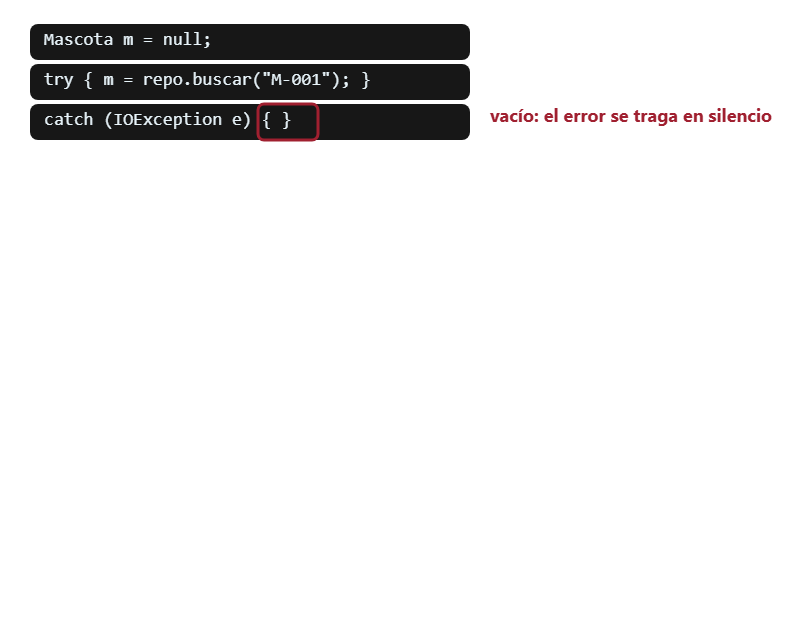 Mascota m = null;
try { m = repo.buscar("M-001"); }
catch (IOException e) { }
vacío: el error se traga en silencio